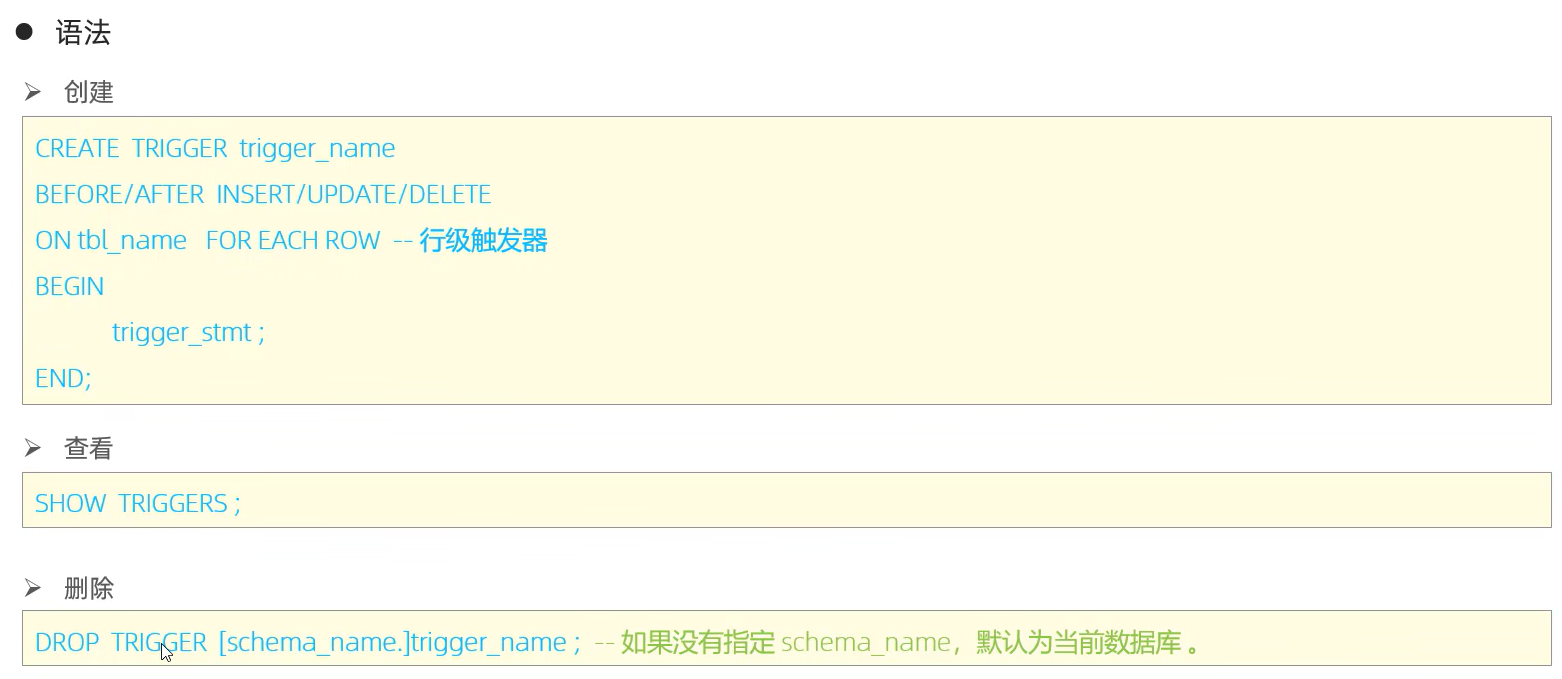 语法
创建
CREATE TRIGGER trigger_name
BEFORE/AFTER INSERT/UPDATE/DELETE
ON tbl_name FOR EACH ROW -- 行级触发器
BEGIN
trigger_stmt ;
END;
查看
SHOW TRIGGERS ;
删除
DROP TRIGGER [schema_name.]trigger_name ; -- 如果没有指定 schema_name，默认为当前数据库 。